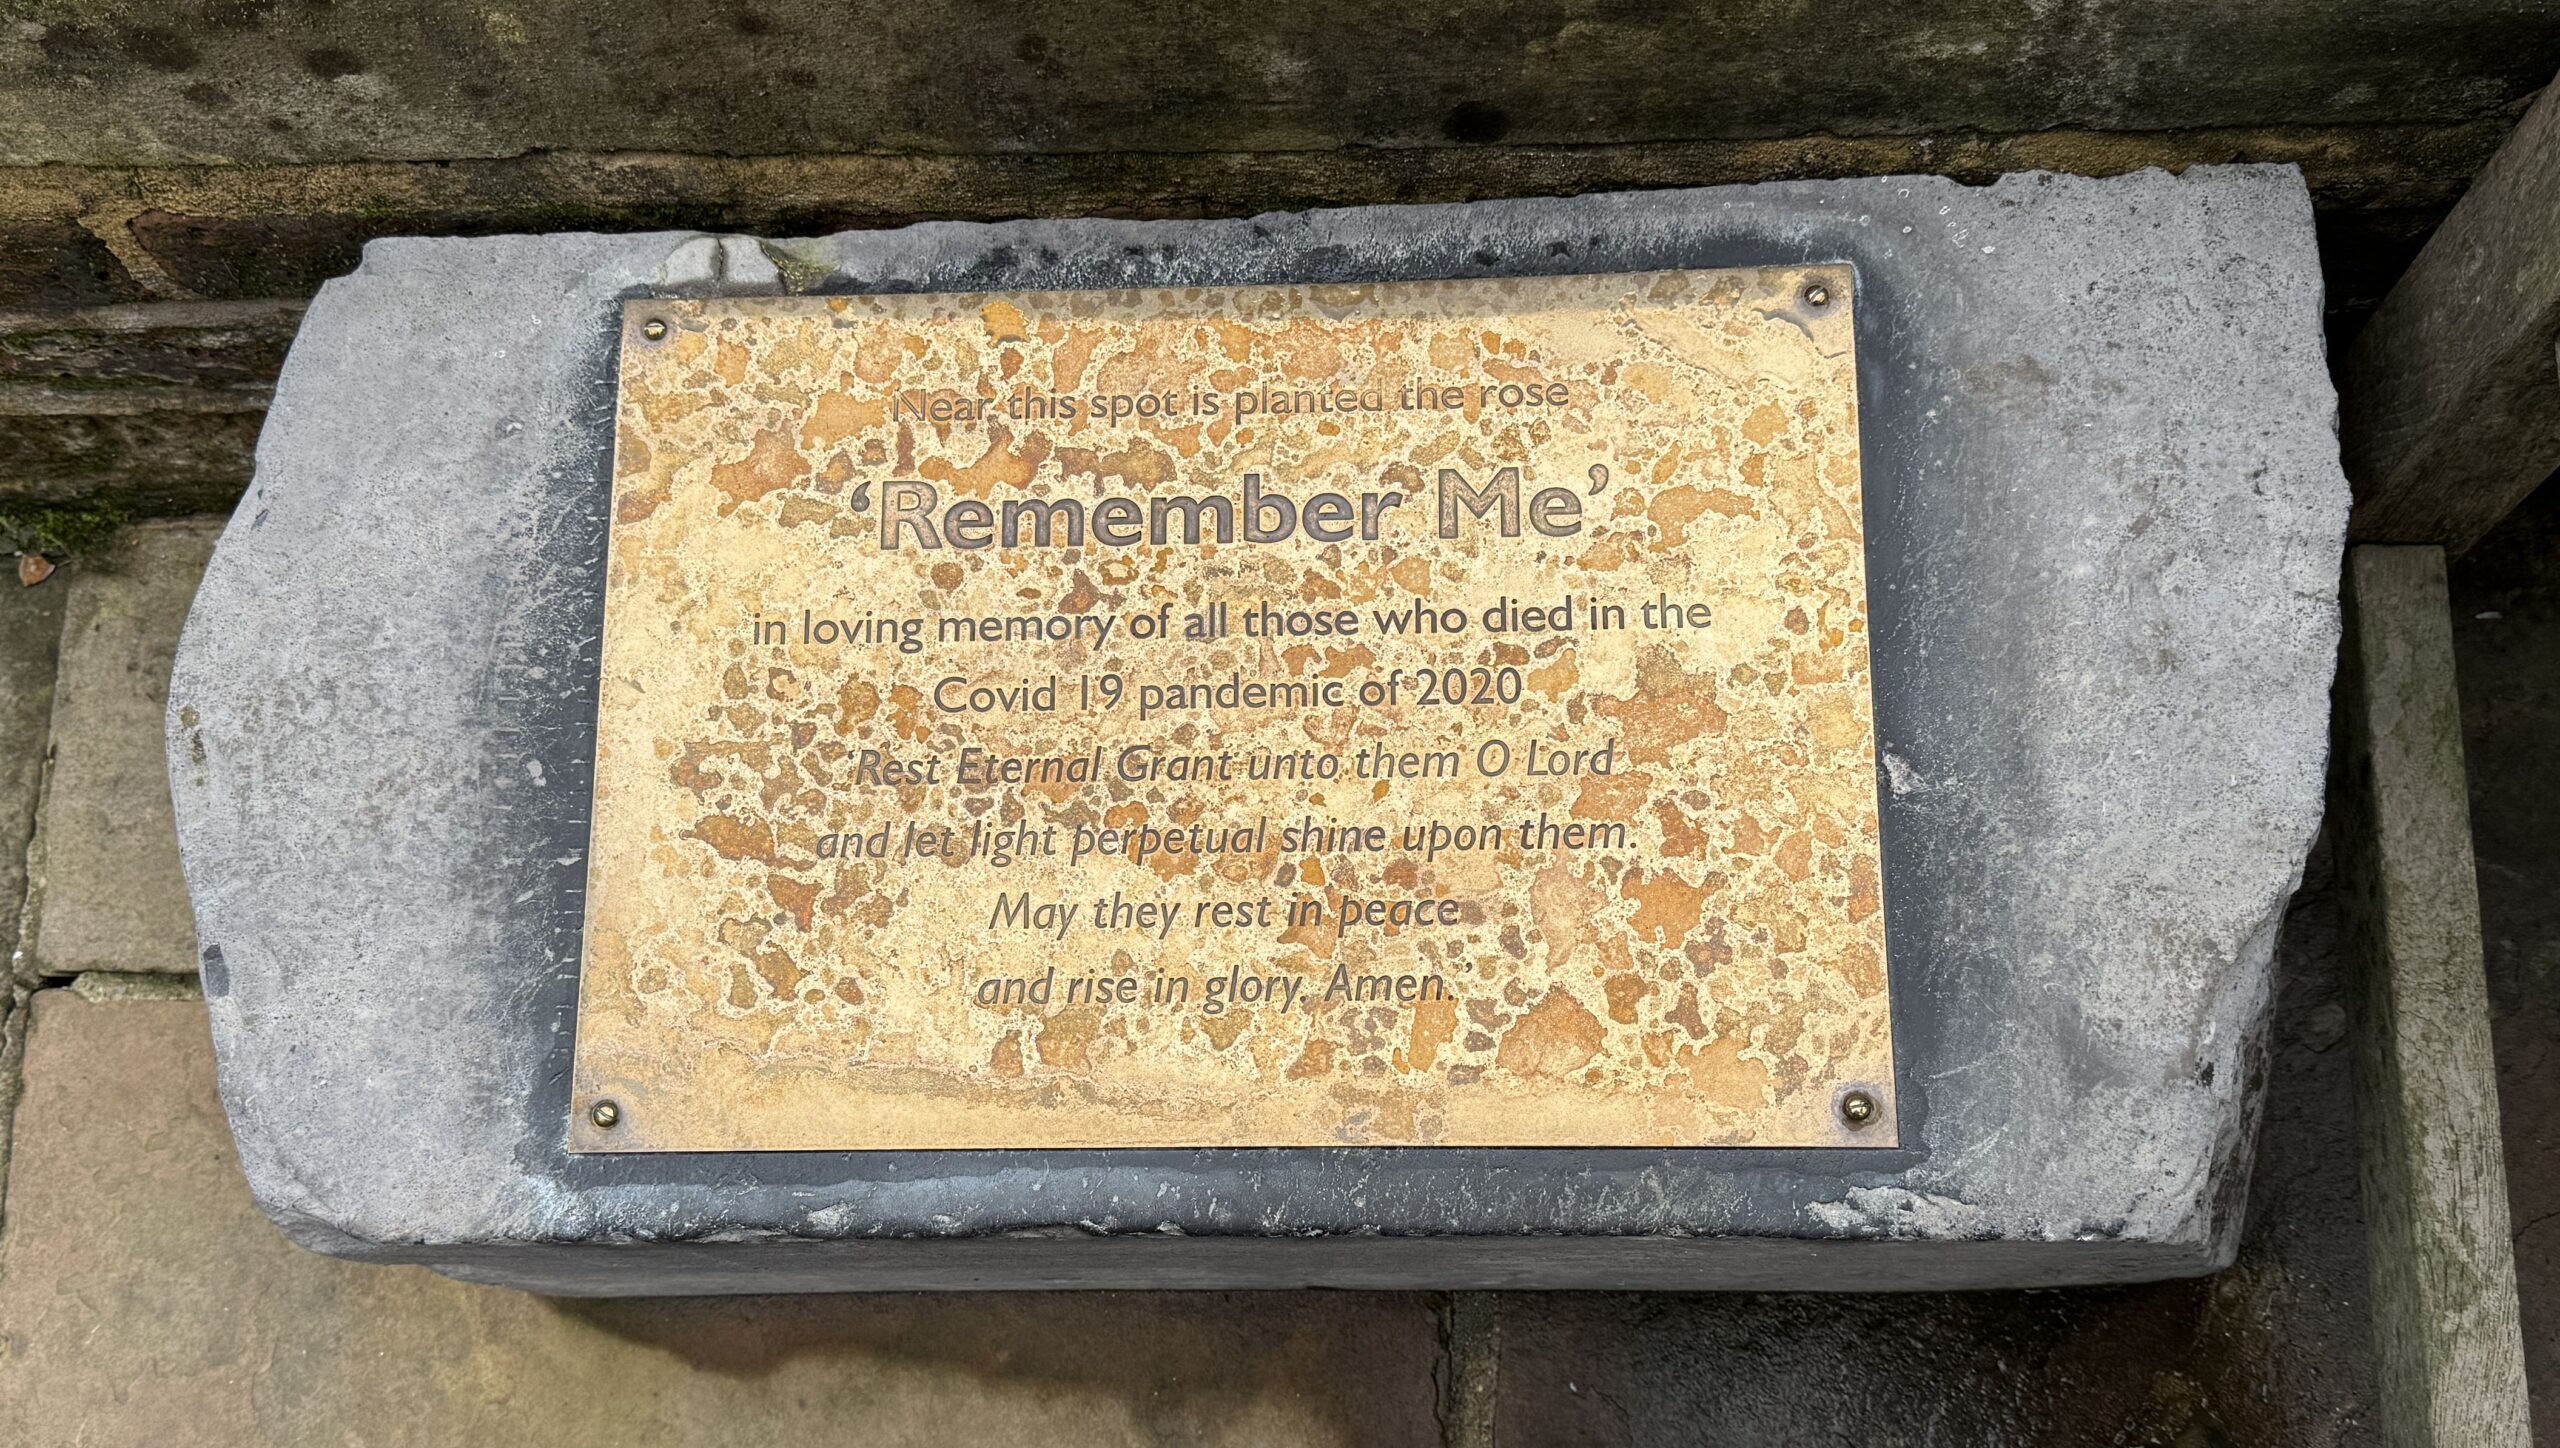 Near this spot is planted the rose
‘Remember Me’
in loving memory of all those who died in the
Covid 19 pandemic of 2020
‘Rest Eternal Grant unto them O Lord
and let light perpetual shine upon them.
May they rest in peace
and rise in glory. Amen.’